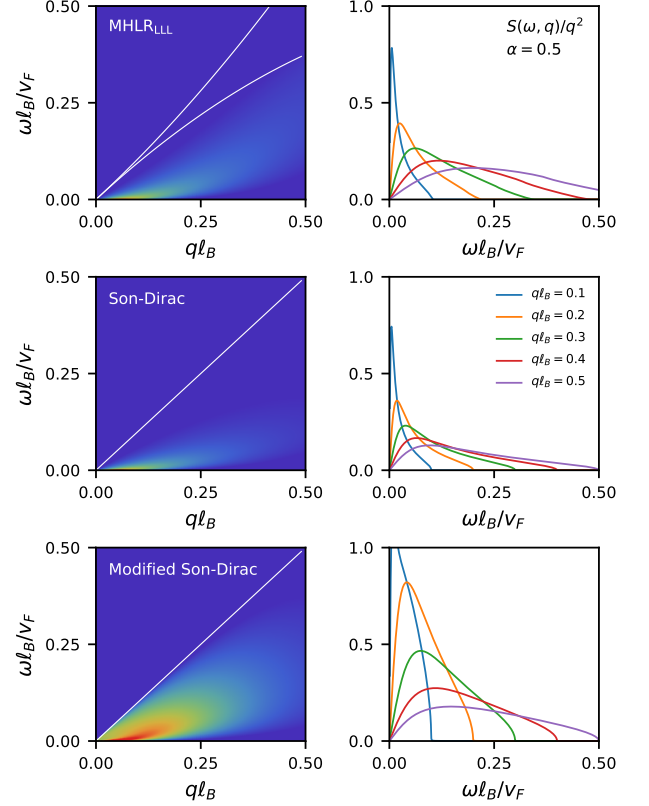 0.50
0.25
0.00
ωℓ_B/v_F
MHLR_LLL
0.00 0.25 0.50
qℓ_B
1.0
0.5
0.0
S(ω, q)/q²
α = 0.5
0.00 0.25 0.50
ωℓ_B/v_F
0.50
0.25
0.00
ωℓ_B/v_F
Son-Dirac
0.00 0.25 0.50
qℓ_B
1.0
0.5
0.0
qℓ_B = 0.1
qℓ_B = 0.2
qℓ_B = 0.3
qℓ_B = 0.4
qℓ_B = 0.5
0.00 0.25 0.50
ωℓ_B/v_F
0.50
0.25
0.00
ωℓ_B/v_F
Modified Son-Dirac
0.00 0.25 0.50
qℓ_B
1.0
0.5
0.0
0.00 0.25 0.50
ωℓ_B/v_F